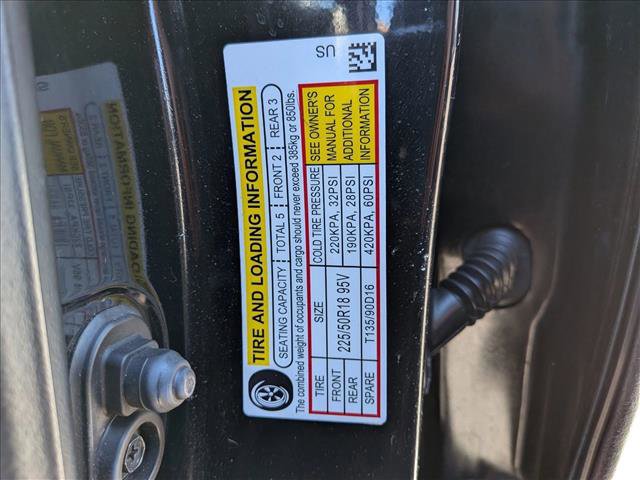 TIRE AND LOADING INFORMATION
SEATING CAPACITY TOTAL 5 FRONT 2 REAR 3
The combined weight of occupants and cargo should never exceed 385kg or 850lbs.
TIRE SIZE COLD TIRE PRESSURE SEE OWNER'S
FRONT 225/50R18 95V 220KPA, 32PSI MANUAL FOR
REAR 190KPA, 28PSI ADDITIONAL
SPARE T135/90D16 420KPA, 60PSI INFORMATION
US